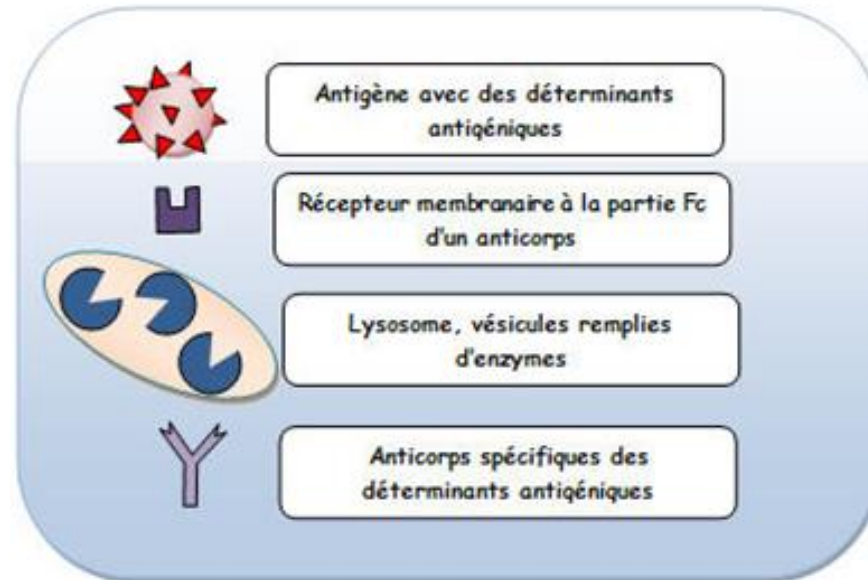 Antigène avec des déterminants
antigéniques
Récepteur membranaire à la partie Fc
d'un anticorps
Lysosome, vésicules remplies
d'enzymes
Anticorps spécifiques des
déterminants antigéniques